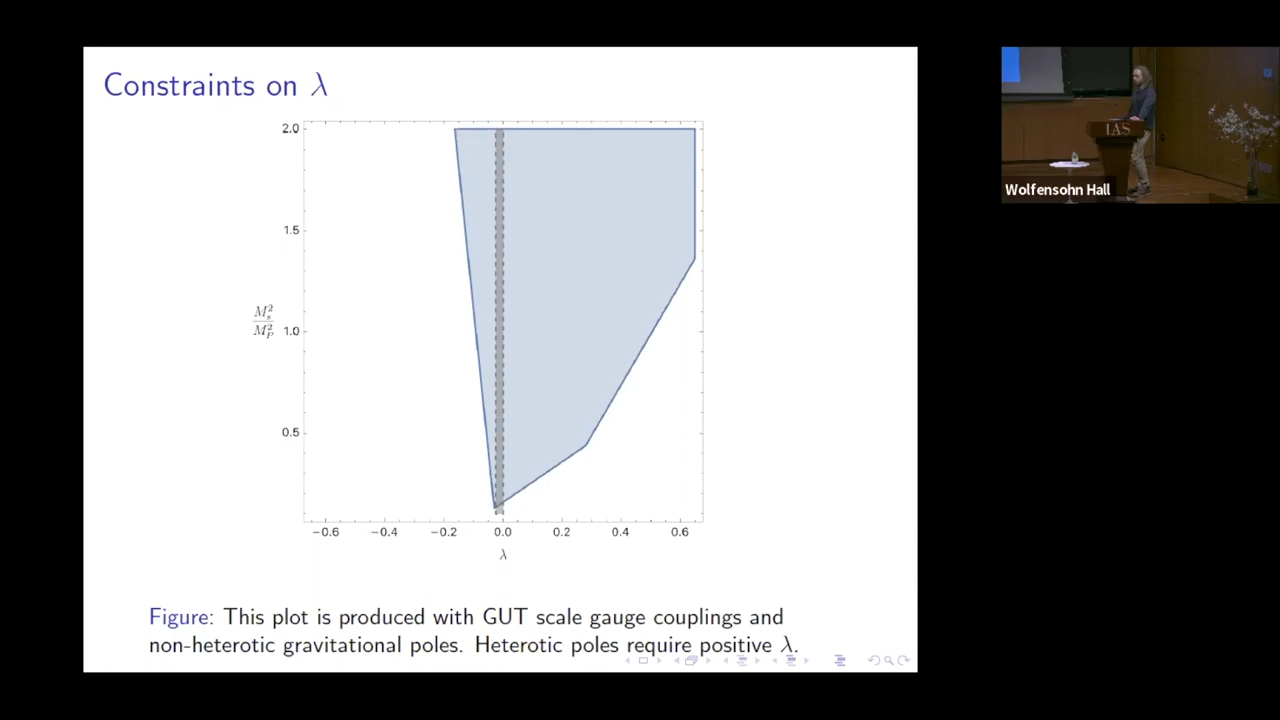 Constraints on λ
2.0
1.5
1.0
0.5
M_s^2 / M_P^2
−0.6 −0.4 −0.2 0.0 0.2 0.4 0.6
λ
Figure: This plot is produced with GUT scale gauge couplings and
non-heterotic gravitational poles. Heterotic poles require positive λ.
IAS
Wolfensohn Hall